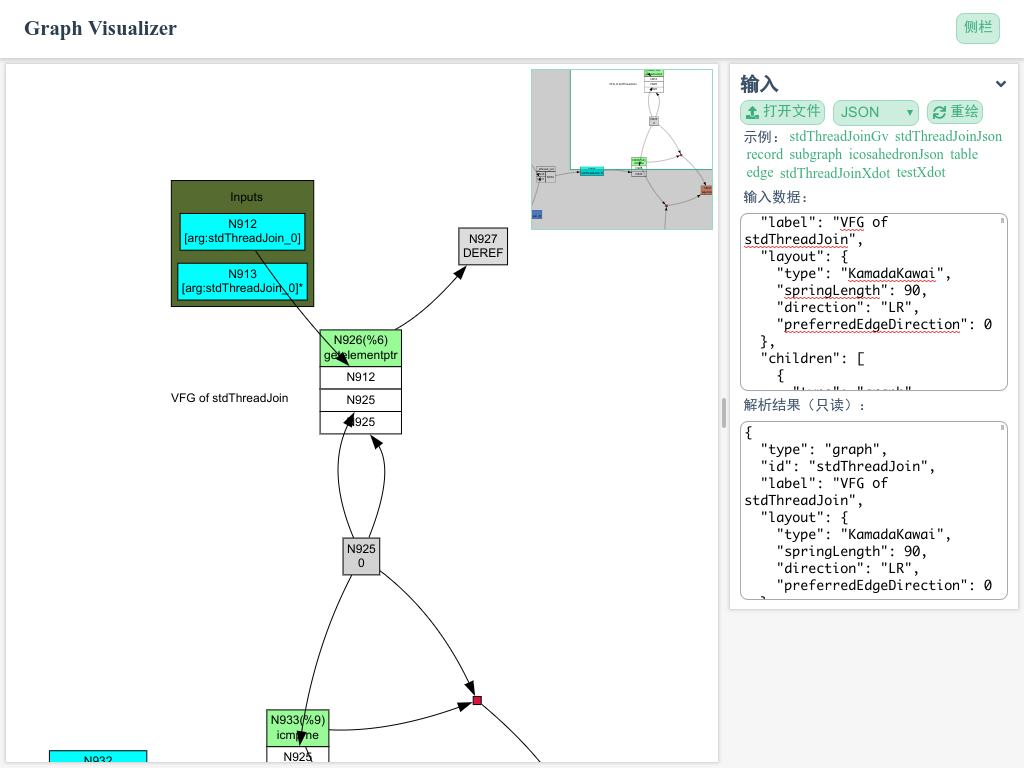 Graph Visualizer
侧栏
Inputs
N912
[arg:stdThreadJoin_0]
N913
[arg:stdThreadJoin_0]*
N927
DEREF
N926(%6)
getelementptr
N912
N925
N925
VFG of stdThreadJoin
N925
0
N933(%9)
icmp ne
N925
N932
输入
打开文件
JSON
重绘
示例： stdThreadJoinGv stdThreadJoinJson
record subgraph icosahedronJson table
edge stdThreadJoinXdot testXdot
输入数据：
"label": "VFG of
stdThreadJoin",
"layout": {
"type": "KamadaKawai",
"springLength": 90,
"direction": "LR",
"preferredEdgeDirection": 0
},
"children": [
{
"type": "graph",
解析结果（只读）：
{
"type": "graph",
"id": "stdThreadJoin",
"label": "VFG of
stdThreadJoin",
"layout": {
"type": "KamadaKawai",
"springLength": 90,
"direction": "LR",
"preferredEdgeDirection": 0
}